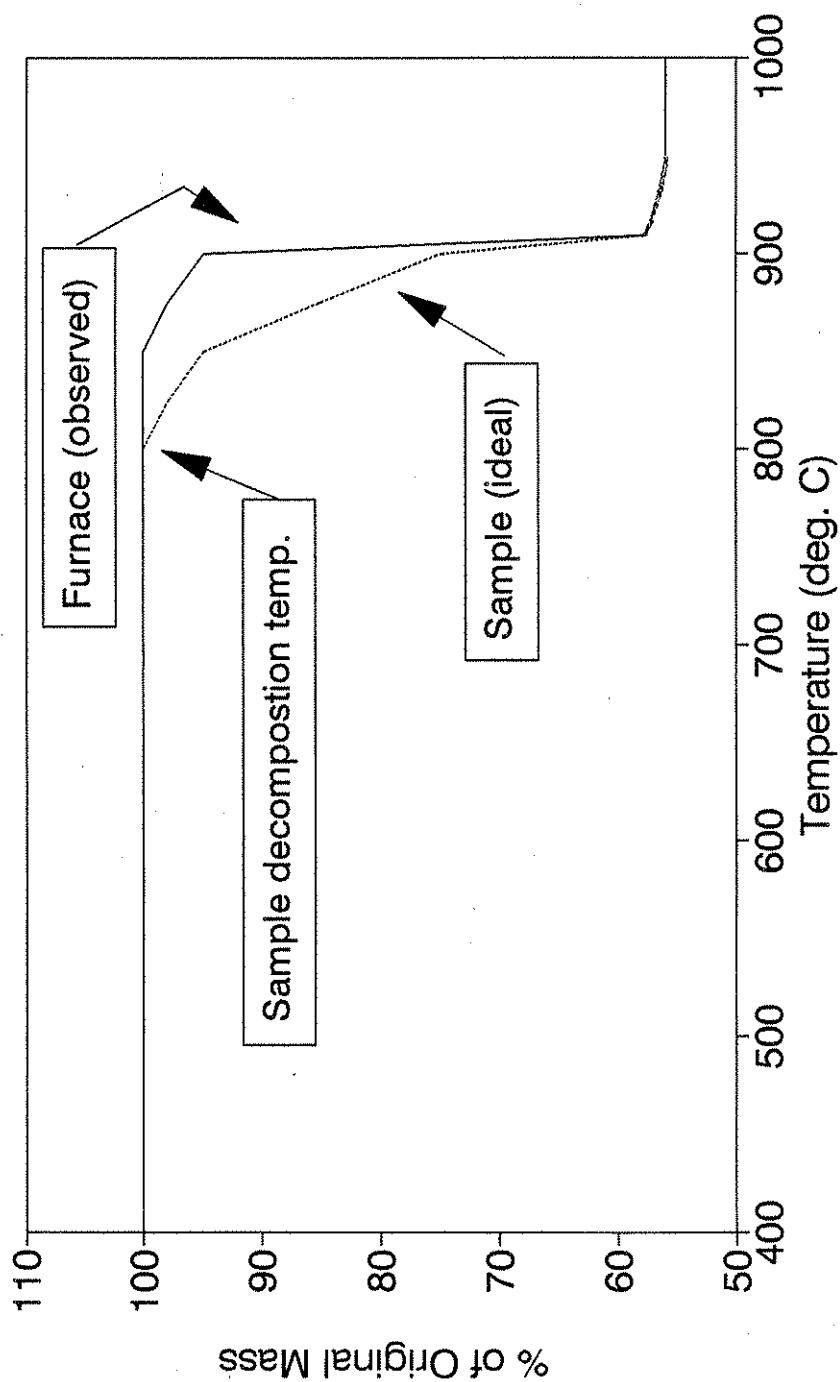 % of Original Mass
110
100
90
80
70
60
50
400
500
600
700
800
900
1000
Temperature (deg. C)
Furnace (observed)
Sample decompostion temp.
Sample (ideal)